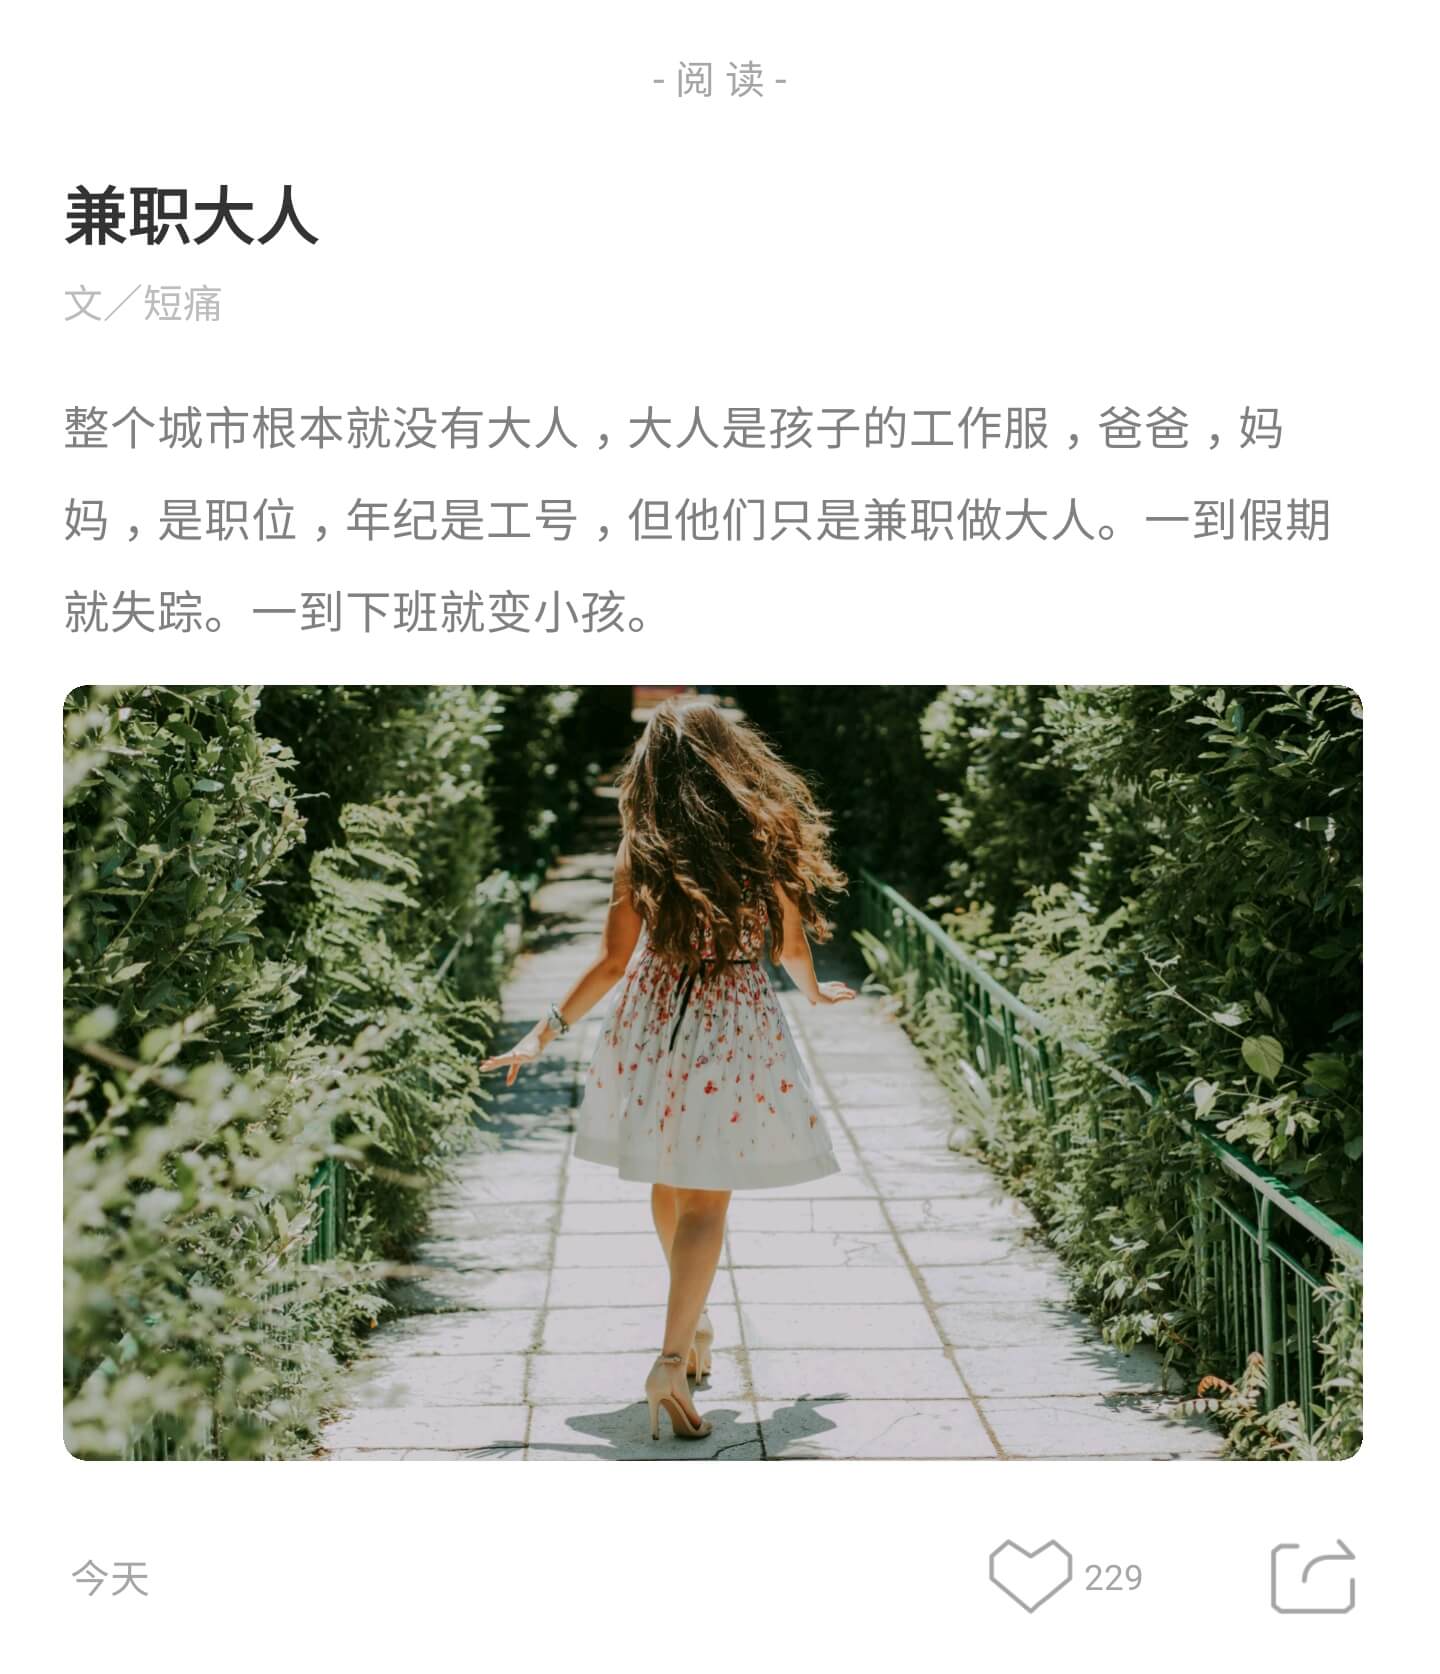 - 阅 读 -
兼职大人
文／短痛
整个城市根本就没有大人，大人是孩子的工作服，爸爸，妈
妈，是职位，年纪是工号，但他们只是兼职做大人。一到假期
就失踪。一到下班就变小孩。
今天
229